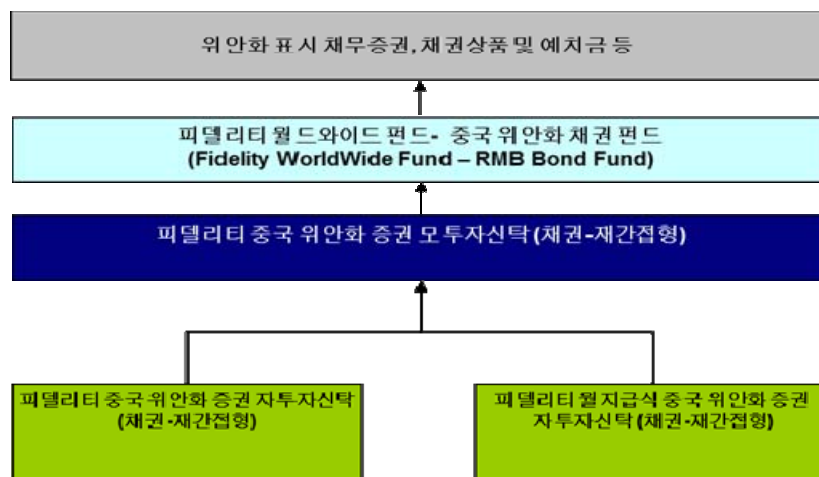 위안화 표시 채무증권, 채권상품 및 예치금 등
피델리티 월드와이드 펀드- 중국 위안화 채권 펀드
(Fidelity WorldWide Fund – RMB Bond Fund)
피델리티 중국 위안화 증권 모투자신탁(채권-재간접형)
피델리티 중국 위안화 증권 자투자신탁
(채권-재간접형)
피델리티 월지급식 중국 위안화 증권
자투자신탁(채권-재간접형)